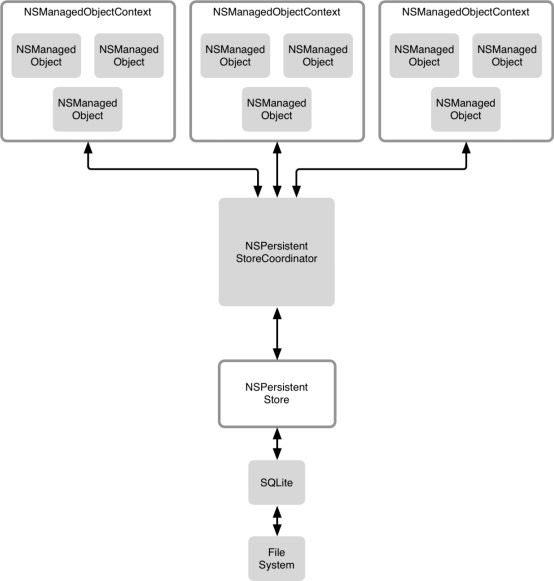 NSManagedObjectContext
NSManaged
Object
NSManaged
Object
NSManaged
Object
NSManagedObjectContext
NSManaged
Object
NSManaged
Object
NSManaged
Object
NSManagedObjectContext
NSManaged
Object
NSManaged
Object
NSManaged
Object
NSPersistent
StoreCoordinator
NSPersistent
Store
SQLite
File
System